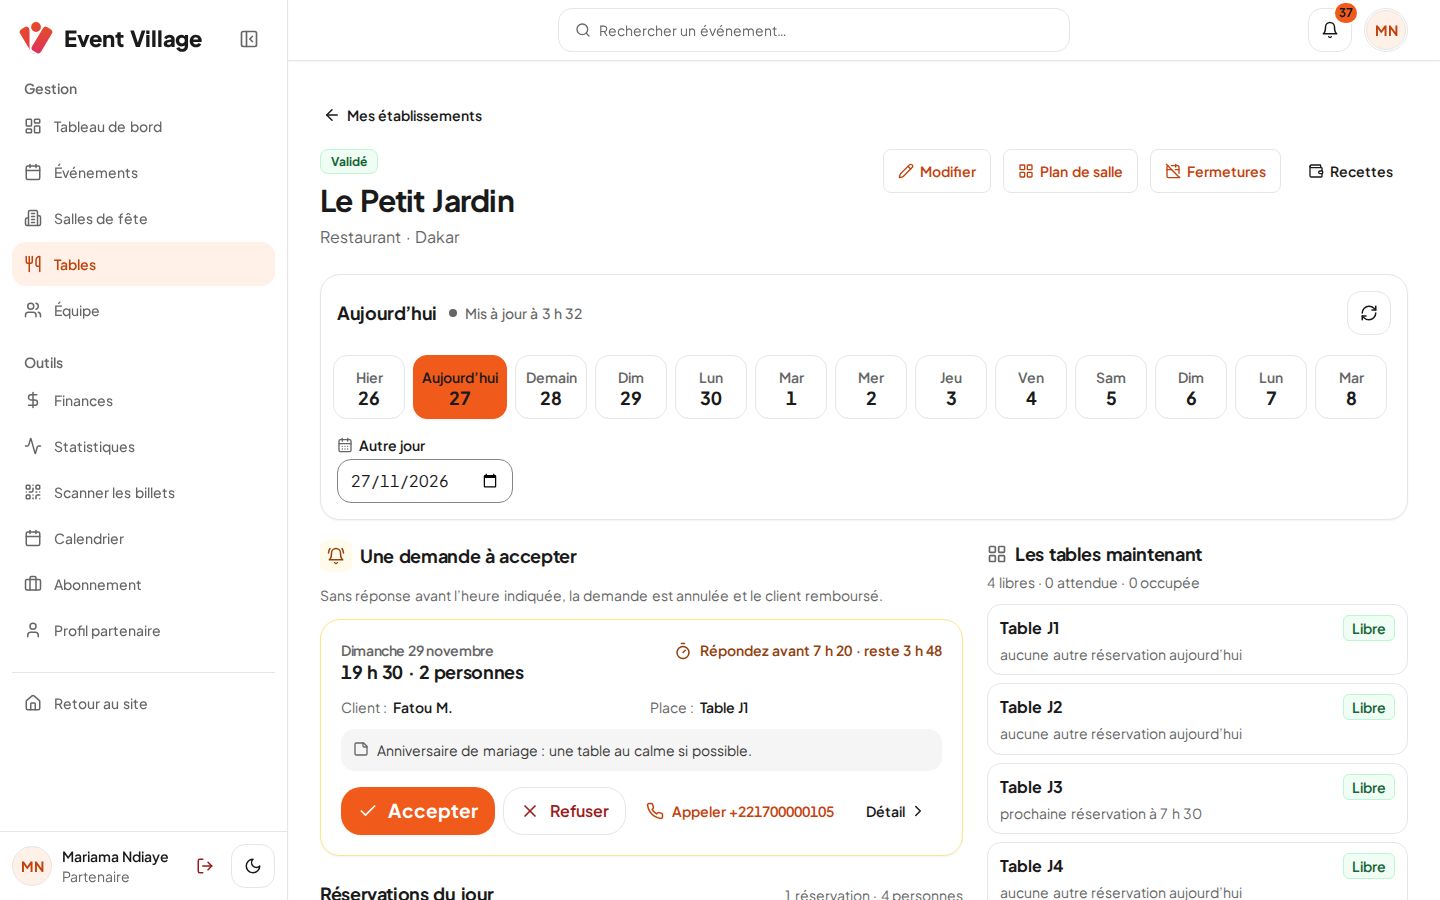 Event Village
Gestion
Tableau de bord
Événements
Salles de fête
Tables
Équipe
Outils
Finances
Statistiques
Scanner les billets
Calendrier
Abonnement
Profil partenaire
Retour au site
MN
Mariama Ndiaye
Partenaire
Rechercher un événement...
37
MN
Mes établissements
Validé
Le Petit Jardin
Restaurant · Dakar
Modifier
Plan de salle
Fermetures
Recettes
Aujourd'hui
Mis à jour à 3 h 32
Hier 26
Aujourd'hui 27
Demain 28
Dim 29
Lun 30
Mar 1
Mer 2
Jeu 3
Ven 4
Sam 5
Dim 6
Lun 7
Mar 8
Autre jour
27/11/2026
Une demande à accepter
Sans réponse avant l'heure indiquée, la demande est annulée et le client remboursé.
Dimanche 29 novembre
19 h 30 · 2 personnes
Répondez avant 7 h 20 · reste 3 h 48
Client : Fatou M.
Place : Table J1
Anniversaire de mariage : une table au calme si possible.
Accepter
Refuser
Appeler +221700000105
Détail
Réservations du jour
1 réservation · 4 personnes
Les tables maintenant
4 libres · 0 attendue · 0 occupée
Table J1
Libre
aucune autre réservation aujourd'hui
Table J2
Libre
aucune autre réservation aujourd'hui
Table J3
Libre
prochaine réservation à 7 h 30
Table J4
Libre
aucune autre réservation aujourd'hui